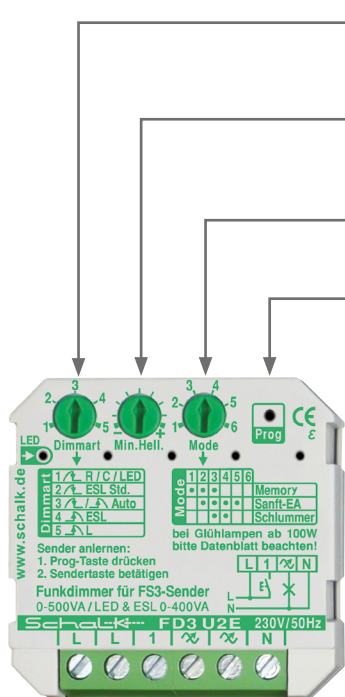 3
2 4
1 5
3 4
2 5
1 6
- +
LED
Dimmart Min.Hell. Mode Prog
CE
ε
www.schalk.de
Dimmart
1 R / C / LED
2 ESL Std.
3 / Auto
4 ESL
5 L
Mode
1 2 3 4 5 6
Memory
Sanft-EA
Schlummer
bei Glühlampen ab 100W
bitte Datenblatt beachten!
Sender anlernen:
1. Prog-Taste drücken
2. Sendertaste betätigen
Funkdimmer für FS3-Sender
0-500VA / LED & ESL 0-400VA
L 1 N
L
N
Schalk FD3 U2E 230V/50Hz
L L 1 N